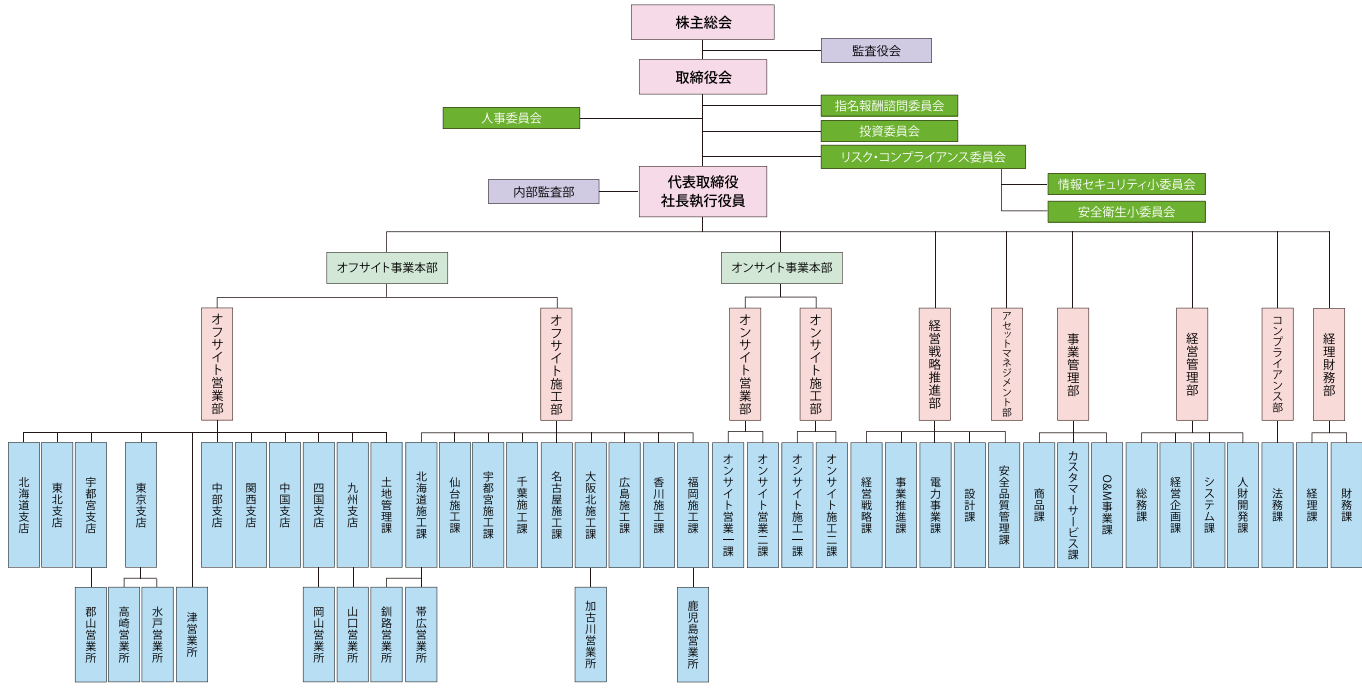 株主総会
監査役会
取締役会
指名報酬諮問委員会
人事委員会
投資委員会
リスク・コンプライアンス委員会
代表取締役
社長執行役員
内部監査部
情報セキュリティ小委員会
安全衛生小委員会
オフサイト事業本部
オンサイト事業本部
オフサイト営業部
オフサイト施工部
オンサイト営業部
オンサイト施工部
経営戦略推進部
アセットマネジメント部
事業管理部
経営管理部
コンプライアンス部
経理財務部
北海道支店
東北支店
宇都宮支店
東京支店
中部支店
関西支店
中国支店
四国支店
九州支店
土地管理課
北海道施工課
仙台施工課
宇都宮施工課
千葉施工課
名古屋施工課
大阪北施工課
広島施工課
香川施工課
福岡施工課
オンサイト営業一課
オンサイト営業二課
オンサイト施工一課
オンサイト施工二課
経営戦略課
事業推進課
電力事業課
設計課
安全品質管理課
商品課
カスタマーサービス課
O&M事業課
総務課
経営企画課
システム課
人財開発課
法務課
経理課
財務課
郡山営業所
高崎営業所
水戸営業所
津営業所
岡山営業所
山口営業所
釧路営業所
帯広営業所
加古川営業所
鹿児島営業所